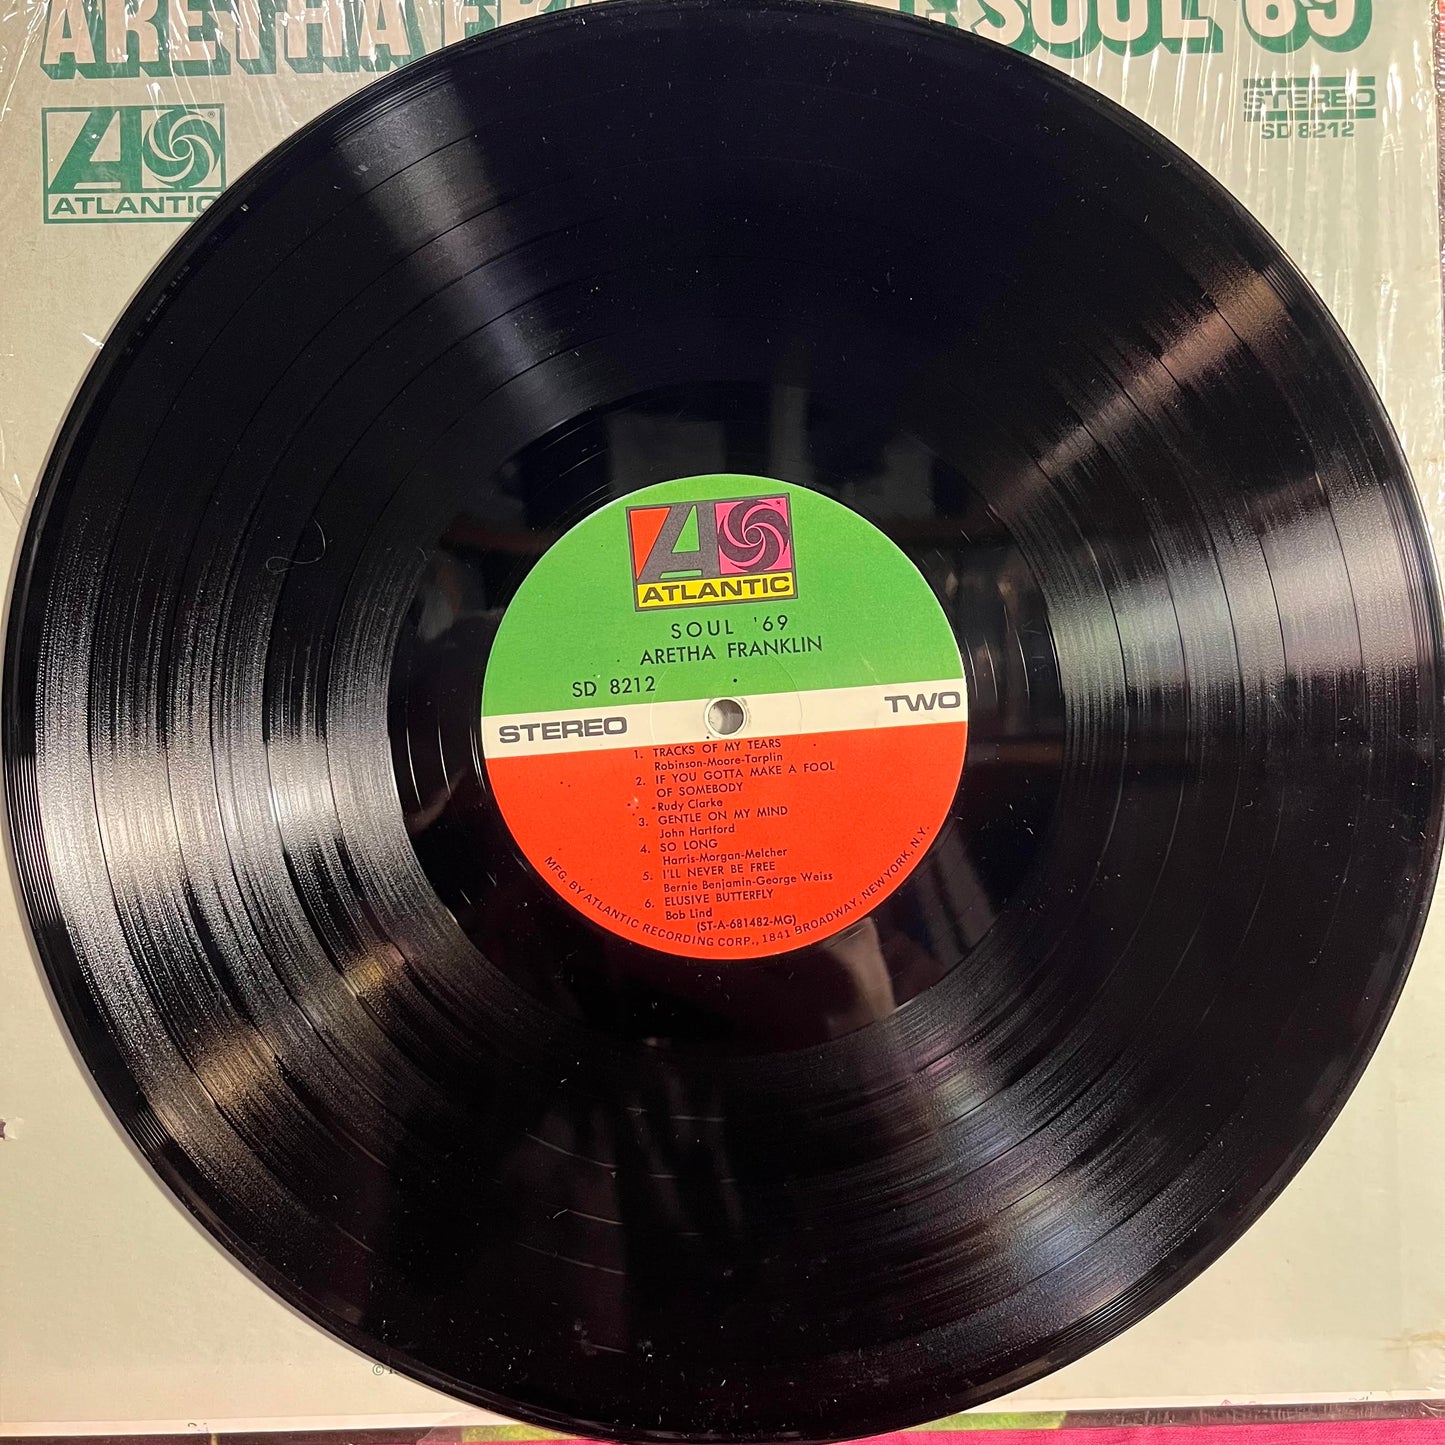 ARETHA
SOUL '69
ATLANTIC
STEREO
SD 8212
ATLANTIC
SOUL '69
ARETHA FRANKLIN
SD 8212
STEREO
TWO
1. TRACKS OF MY TEARS
Robinson-Moore-Tarplin
2. IF YOU GOTTA MAKE A FOOL
OF SOMEBODY
Rudy Clarke
3. GENTLE ON MY MIND
John Hartford
4. SO LONG
Harris-Morgan-Melcher
5. I'LL NEVER BE FREE
Bernie Benjamin-George Weiss
6. ELUSIVE BUTTERFLY
Bob Lind
(ST-A-681482-MG)
MFG. BY ATLANTIC RECORDING CORP., 1841 BROADWAY, NEW YORK, N.Y.
©